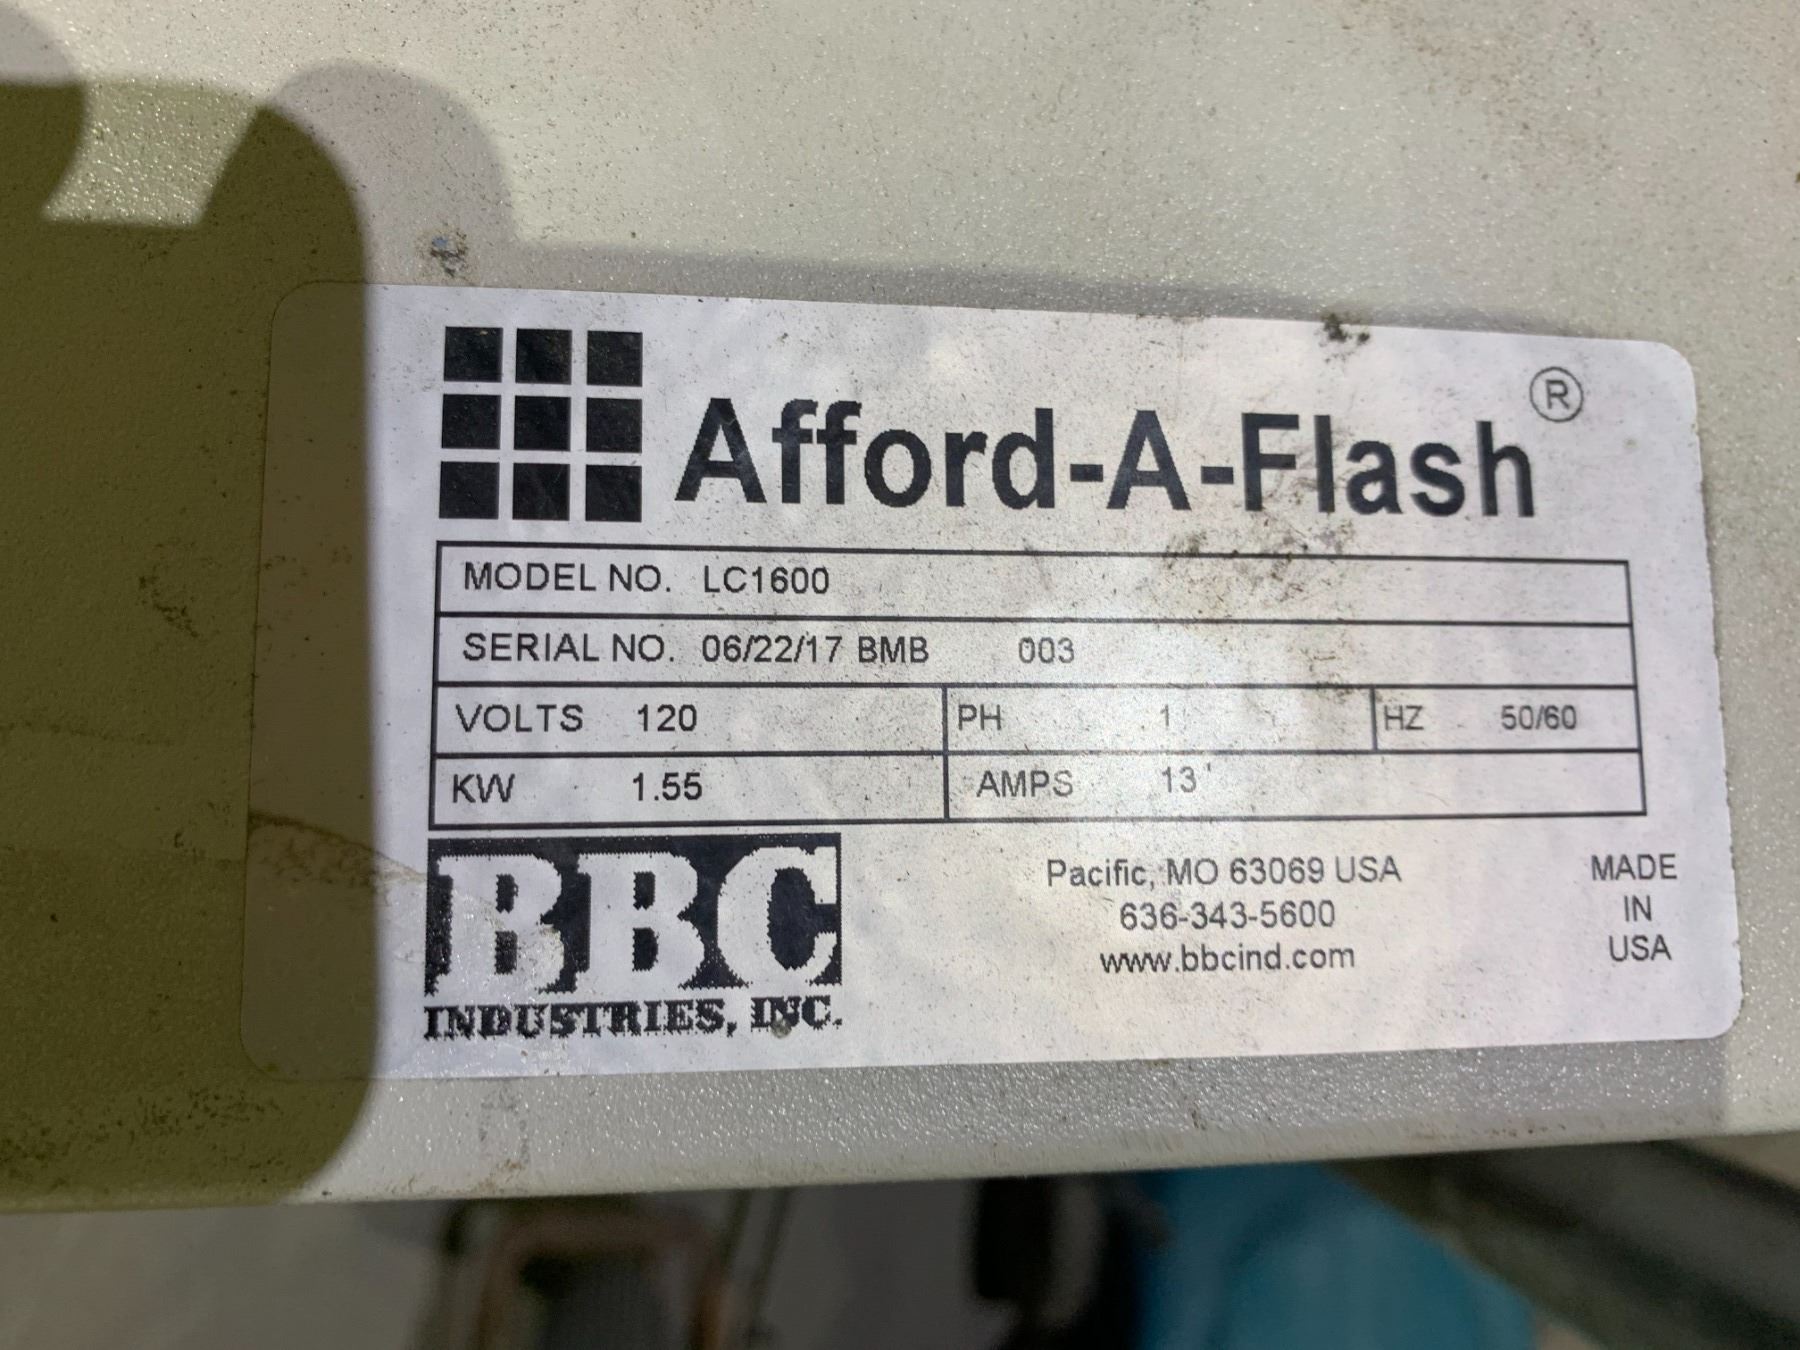 Afford-A-Flash®
MODEL NO. LC1600
SERIAL NO. 06/22/17 BMB 003
VOLTS 120 PH 1 HZ 50/60
KW 1.55 AMPS 13
BBC
INDUSTRIES, INC.
Pacific, MO 63069 USA
636-343-5600
www.bbcind.com
MADE
IN
USA